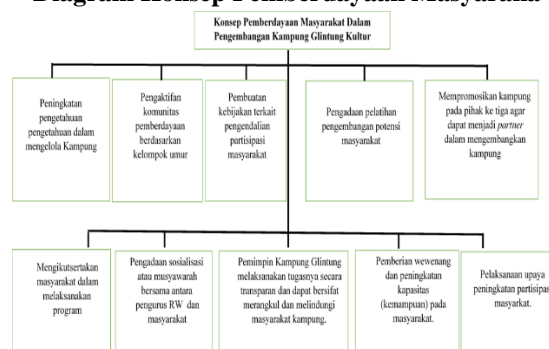 Diagram Konsep Pemberdayaan Masyaraka
Konsep Pemberdayaan Masyarakat Dalam
Pengembangan Kampung Glintung Kultur
Peningkatan
pengetahuan
pengetahuan dalam
mengelola Kampung
Pengaktifan
komunitas
pemberdayaan
berdasarkan
kelompok umur
Pembuatan
kebijakan terkait
pengendalian
partisipasi
masyarakat
Pengadaan pelatihan
pengembangan potensi
masyarakat
Mempromosikan kampung
pada pihak ke tiga agar
dapat menjadi partner
dalam mengembangkan
kampung
Mengikutsertakan
masyarakat dalam
melaksanakan
program
Pengadaan sosialisasi
atau musyawarah
bersama antara
pengurus RW dan
masyarakat
Pemimpin Kampung Glintung
melaksanakan tugasnya secara
transparan dan dapat bersifat
merangkul dan melindungi
masyarakat kampung.
Pemberian wewenang
dan peningkatan
kapasitas
(kemampuan) pada
masyarakat.
Pelaksanaan upaya
peningkatan partisipasi
masyarkat.